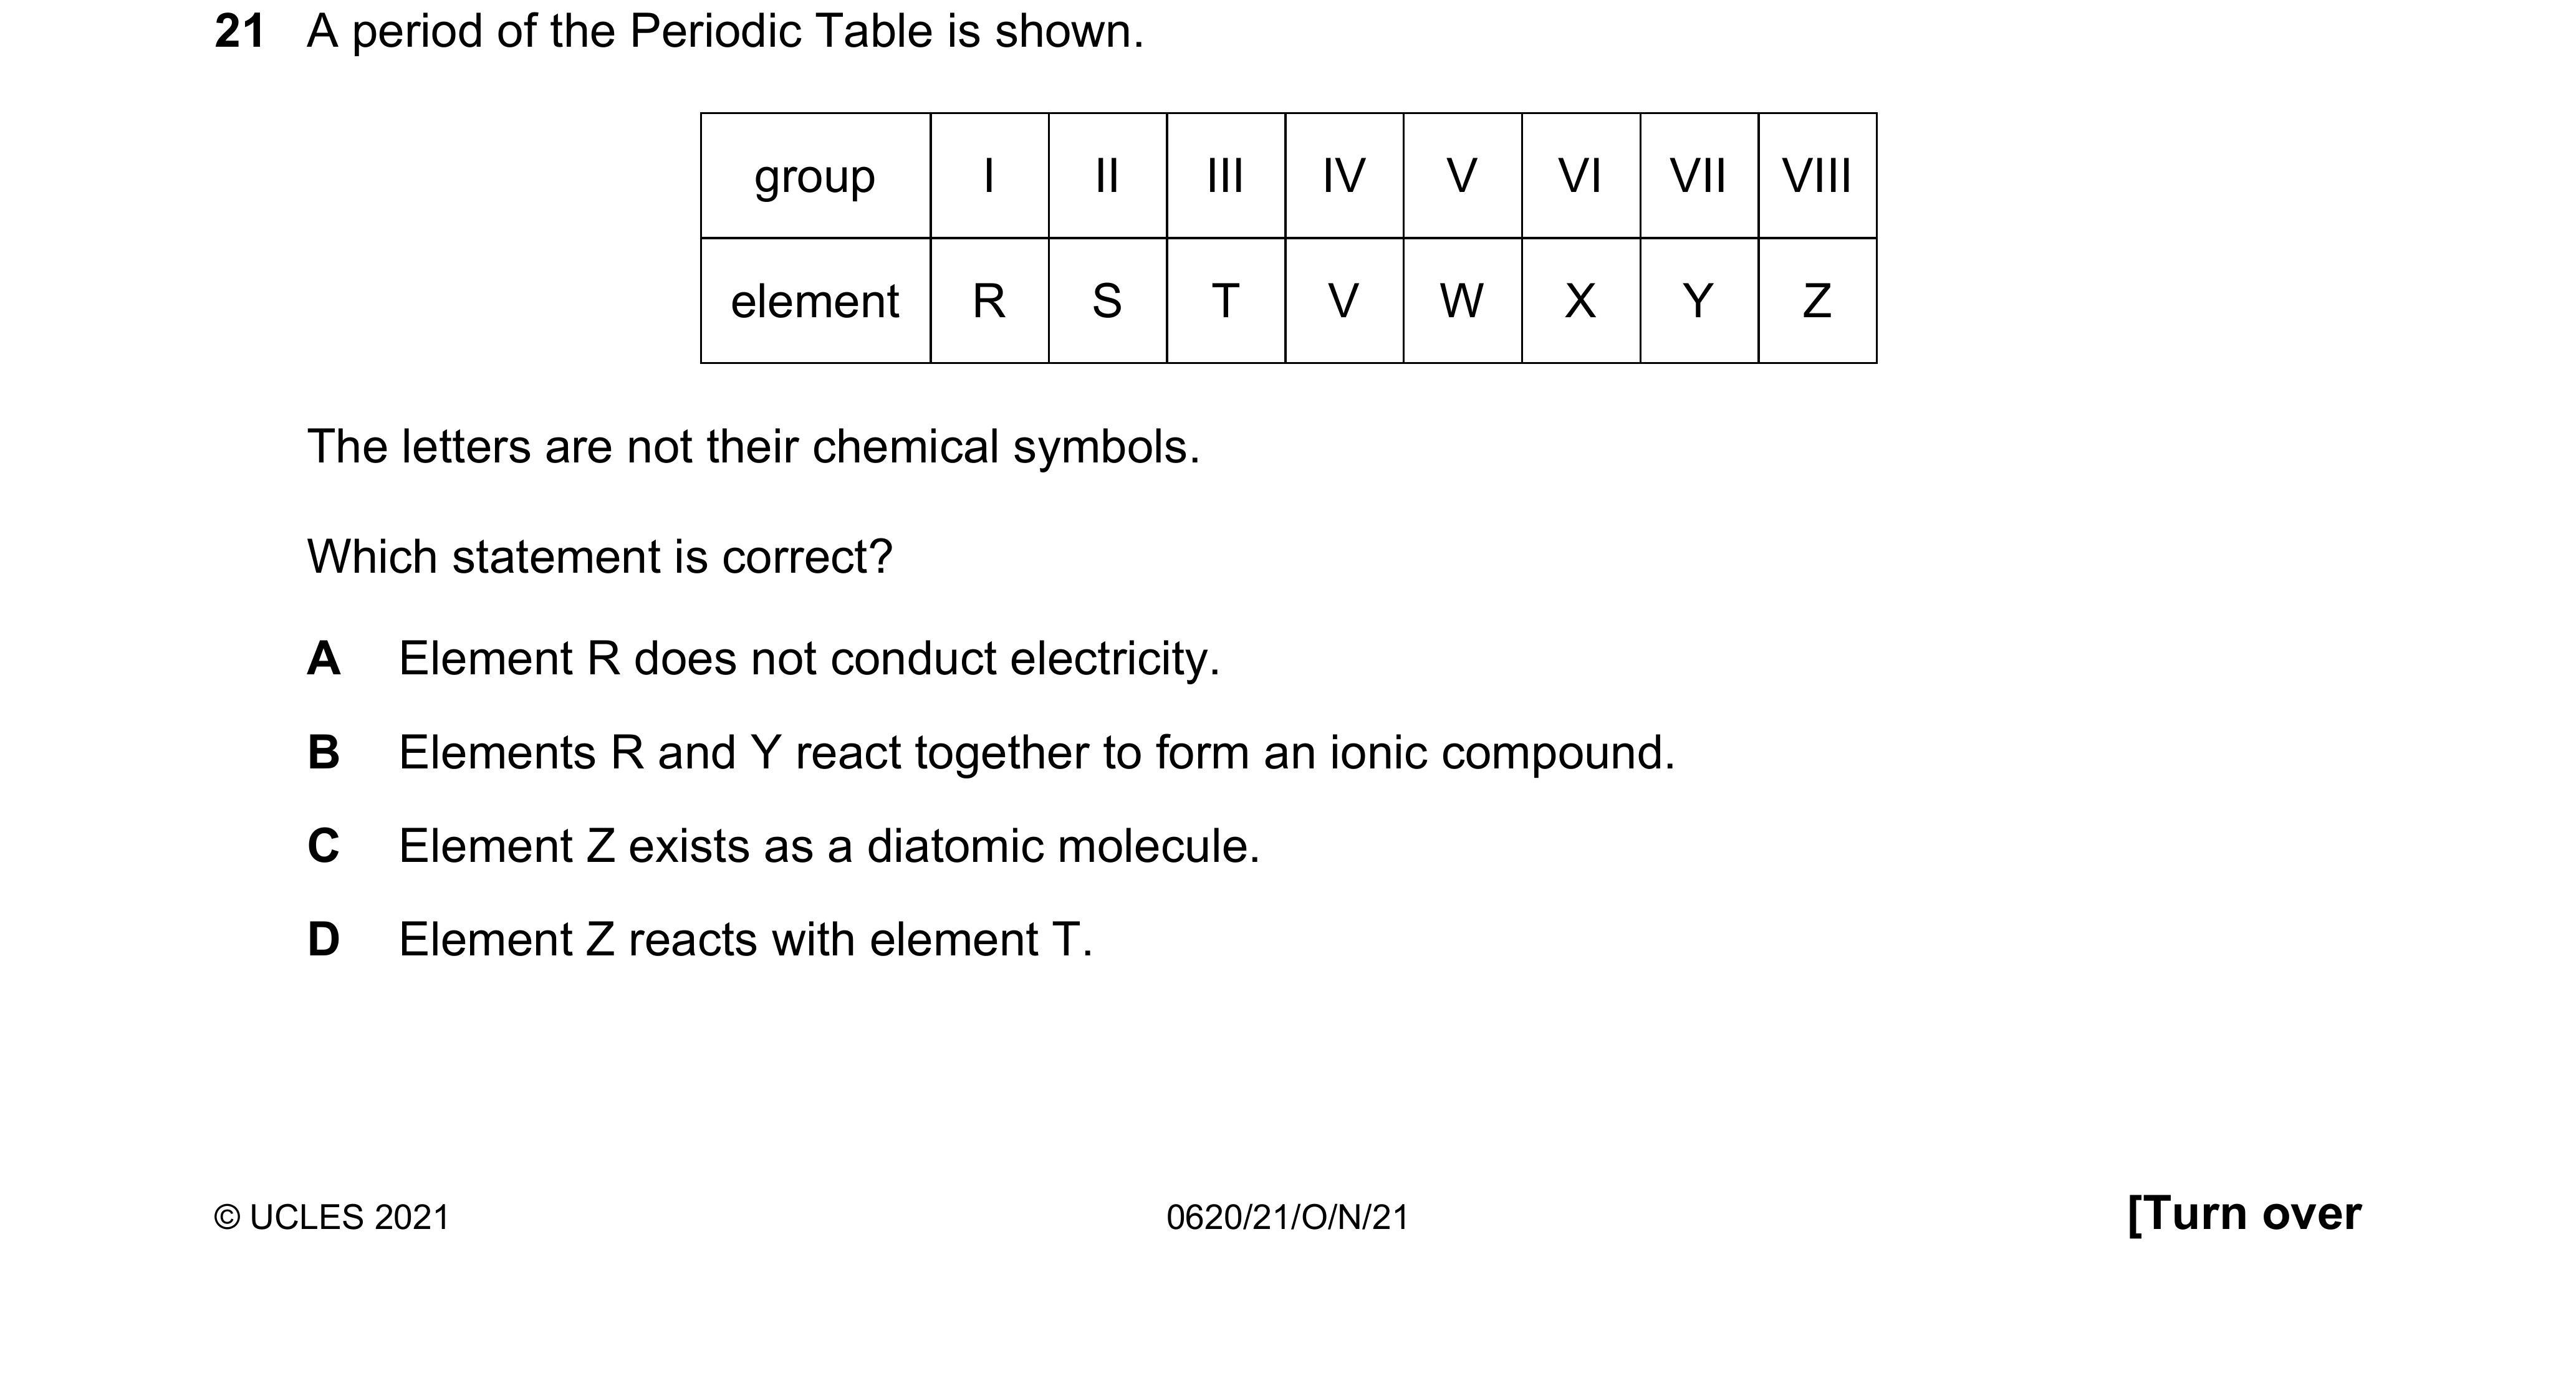 21 A period of the Periodic Table is shown.
group I II III IV V VI VII VIII
element R S T V W X Y Z
The letters are not their chemical symbols.
Which statement is correct?
A Element R does not conduct electricity.
B Elements R and Y react together to form an ionic compound.
C Element Z exists as a diatomic molecule.
D Element Z reacts with element T.
© UCLES 2021 0620/21/O/N/21 [Turn over